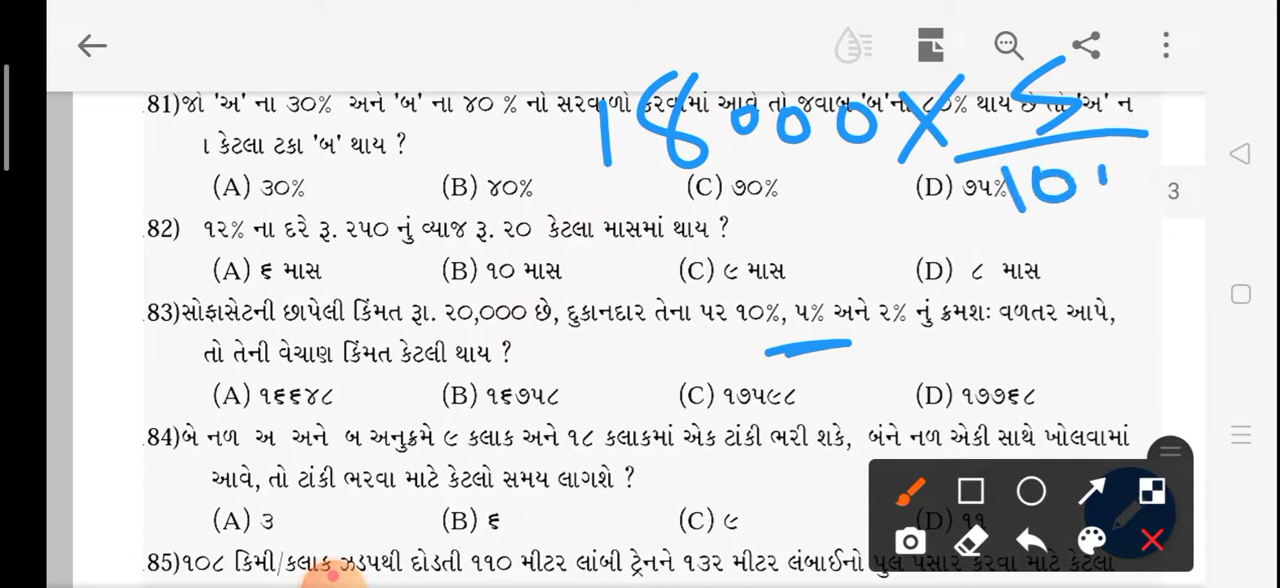 81)જો 'અ' ના ૩૦% અને 'બ' ના ૪૦ % નો સરવાળો કરવામાં આવે તો જવાબ 'બ'ના ૮૦% થાય છે તો 'અ' ન
ા કેટલા ટકા 'બ' થાય ?
18000 X 5
10
(A) ૩૦% (B) ૪૦% (C) ૭૦% (D) ૭૫%
3
82) ૧૨% ના દરે રૂ. ૨૫૦ નું વ્યાજ રૂ. ૨૦ કેટલા માસમાં થાય ?
(A) ૬ માસ (B) ૧૦ માસ (C) ૯ માસ (D) ૮ માસ
83)સોફાસેટની છાપેલી કિંમત રૂા. ૨૦,૦૦૦ છે, દુકાનદાર તેના પર ૧૦%, ૫% અને ૨% નું ક્રમશઃ વળતર આપે,
તો તેની વેચાણ કિંમત કેટલી થાય ?
(A) ૧૬૬૪૮ (B) ૧૬૭૫૮ (C) ૧૭૫૯૮ (D) ૧૭૭૬૮
84)બે નળ અ અને બ અનુક્રમે ૯ કલાક અને ૧૮ કલાકમાં એક ટાંકી ભરી શકે, બંને નળ એકી સાથે ખોલવામાં
આવે, તો ટાંકી ભરવા માટે કેટલો સમય લાગશે ?
(A) ૩ (B) ૬ (C) ૯ (D) ૧૧
85)૧૦૮ કિમી/કલાક ઝડપથી દોડતી ૧૧૦ મીટર લાંબી ટ્રેનને ૧૩૨ મીટર લંબાઈનો પુલ પસાર કરવા માટે કેટલા